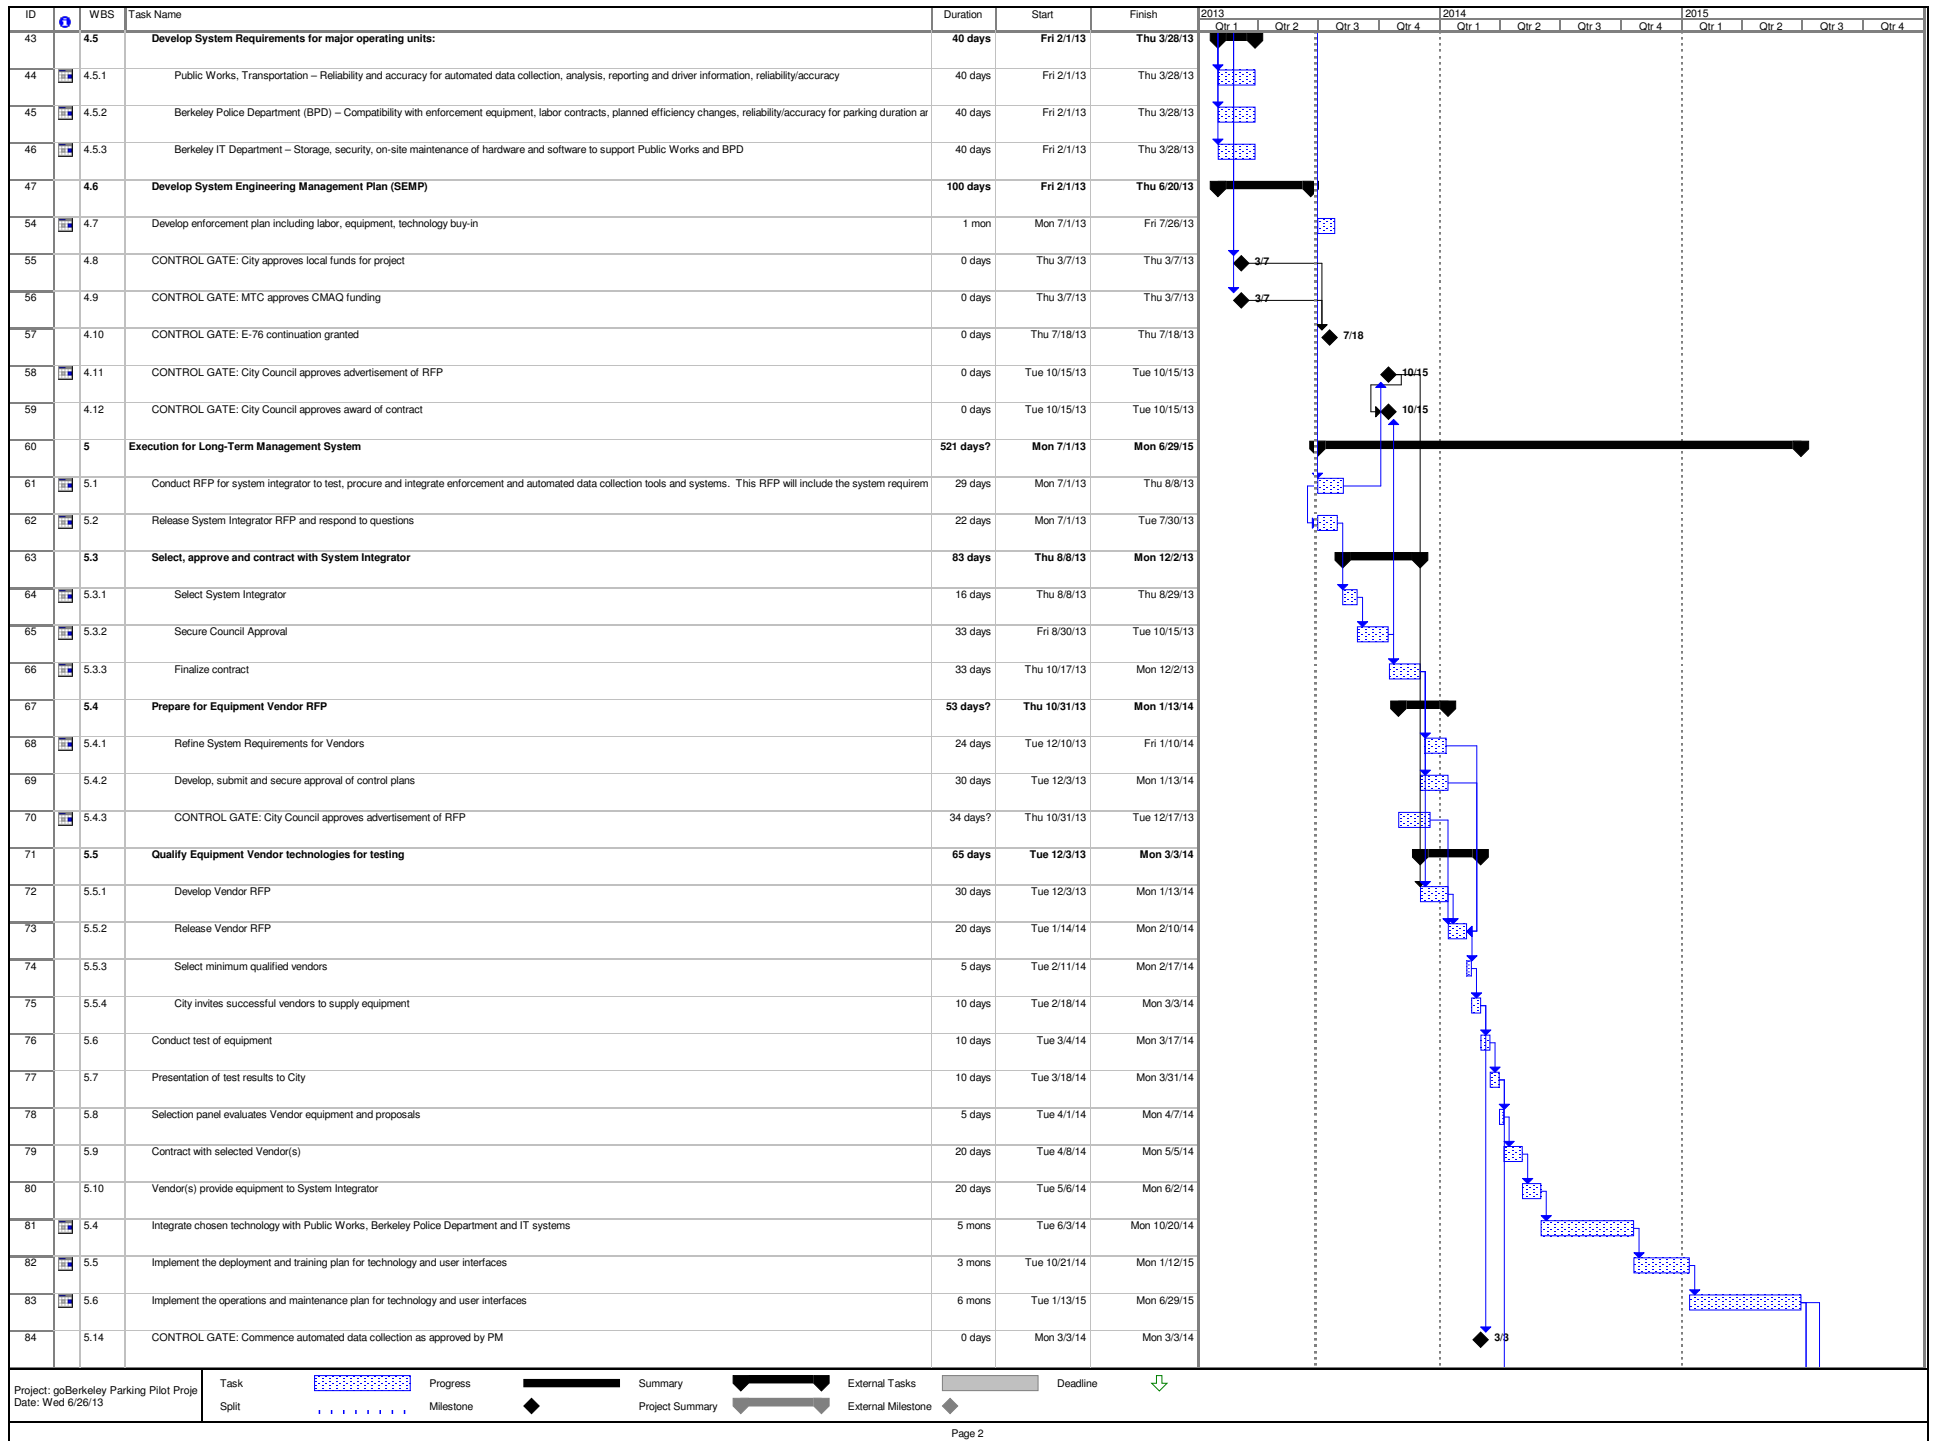 ID WBS Task Name Duration Start Finish 2013 2014 2015
Qtr 1 Qtr 2 Qtr 3 Qtr 4 Qtr 1 Qtr 2 Qtr 3 Qtr 4 Qtr 1 Qtr 2 Qtr 3 Qtr 4
43 4.5 Develop System Requirements for major operating units: 40 days Fri 2/1/13 Thu 3/28/13
44 4.5.1 Public Works, Transportation – Reliability and accuracy for automated data collection, analysis, reporting and driver information, reliability/accuracy 40 days Fri 2/1/13 Thu 3/28/13
45 4.5.2 Berkeley Police Department (BPD) – Compatibility with enforcement equipment, labor contracts, planned efficiency changes, reliability/accuracy for parking duration ar 40 days Fri 2/1/13 Thu 3/28/13
46 4.5.3 Berkeley IT Department – Storage, security, on-site maintenance of hardware and software to support Public Works and BPD 40 days Fri 2/1/13 Thu 3/28/13
47 4.6 Develop System Engineering Management Plan (SEMP) 100 days Fri 2/1/13 Thu 6/20/13
54 4.7 Develop enforcement plan including labor, equipment, technology buy-in 1 mon Mon 7/1/13 Fri 7/26/13
55 4.8 CONTROL GATE: City approves local funds for project 0 days Thu 3/7/13 Thu 3/7/13 3/7
56 4.9 CONTROL GATE: MTC approves CMAQ funding 0 days Thu 3/7/13 Thu 3/7/13 3/7
57 4.10 CONTROL GATE: E-76 continuation granted 0 days Thu 7/18/13 Thu 7/18/13 7/18
58 4.11 CONTROL GATE: City Council approves advertisement of RFP 0 days Tue 10/15/13 Tue 10/15/13 10/15
59 4.12 CONTROL GATE: City Council approves award of contract 0 days Tue 10/15/13 Tue 10/15/13 10/15
60 5 Execution for Long-Term Management System 521 days? Mon 7/1/13 Mon 6/29/15
61 5.1 Conduct RFP for system integrator to test, procure and integrate enforcement and automated data collection tools and systems. This RFP will include the system requirem 29 days Mon 7/1/13 Thu 8/8/13
62 5.2 Release System Integrator RFP and respond to questions 22 days Mon 7/1/13 Tue 7/30/13
63 5.3 Select, approve and contract with System Integrator 83 days Thu 8/8/13 Mon 12/2/13
64 5.3.1 Select System Integrator 16 days Thu 8/8/13 Thu 8/29/13
65 5.3.2 Secure Council Approval 33 days Fri 8/30/13 Tue 10/15/13
66 5.3.3 Finalize contract 33 days Thu 10/17/13 Mon 12/2/13
67 5.4 Prepare for Equipment Vendor RFP 53 days? Thu 10/31/13 Mon 1/13/14
68 5.4.1 Refine System Requirements for Vendors 24 days Tue 12/10/13 Fri 1/10/14
69 5.4.2 Develop, submit and secure approval of control plans 30 days Tue 12/3/13 Mon 1/13/14
70 5.4.3 CONTROL GATE: City Council approves advertisement of RFP 34 days? Thu 10/31/13 Tue 12/17/13
71 5.5 Qualify Equipment Vendor technologies for testing 65 days Tue 12/3/13 Mon 3/3/14
72 5.5.1 Develop Vendor RFP 30 days Tue 12/3/13 Mon 1/13/14
73 5.5.2 Release Vendor RFP 20 days Tue 1/14/14 Mon 2/10/14
74 5.5.3 Select minimum qualified vendors 5 days Tue 2/11/14 Mon 2/17/14
75 5.5.4 City invites successful vendors to supply equipment 10 days Tue 2/18/14 Mon 3/3/14
76 5.6 Conduct test of equipment 10 days Tue 3/4/14 Mon 3/17/14
77 5.7 Presentation of test results to City 10 days Tue 3/18/14 Mon 3/31/14
78 5.8 Selection panel evaluates Vendor equipment and proposals 5 days Tue 4/1/14 Mon 4/7/14
79 5.9 Contract with selected Vendor(s) 20 days Tue 4/8/14 Mon 5/5/14
80 5.10 Vendor(s) provide equipment to System Integrator 20 days Tue 5/6/14 Mon 6/2/14
81 5.4 Integrate chosen technology with Public Works, Berkeley Police Department and IT systems 5 mons Tue 6/3/14 Mon 10/20/14
82 5.5 Implement the deployment and training plan for technology and user interfaces 3 mons Tue 10/21/14 Mon 1/12/15
83 5.6 Implement the operations and maintenance plan for technology and user interfaces 6 mons Tue 1/13/15 Mon 6/29/15
84 5.14 CONTROL GATE: Commence automated data collection as approved by PM 0 days Mon 3/3/14 Mon 3/3/14 3/3
Project: goBerkeley Parking Pilot Proje
Date: Wed 6/26/13
Task Progress Summary External Tasks Deadline
Split Milestone Project Summary External Milestone
Page 2